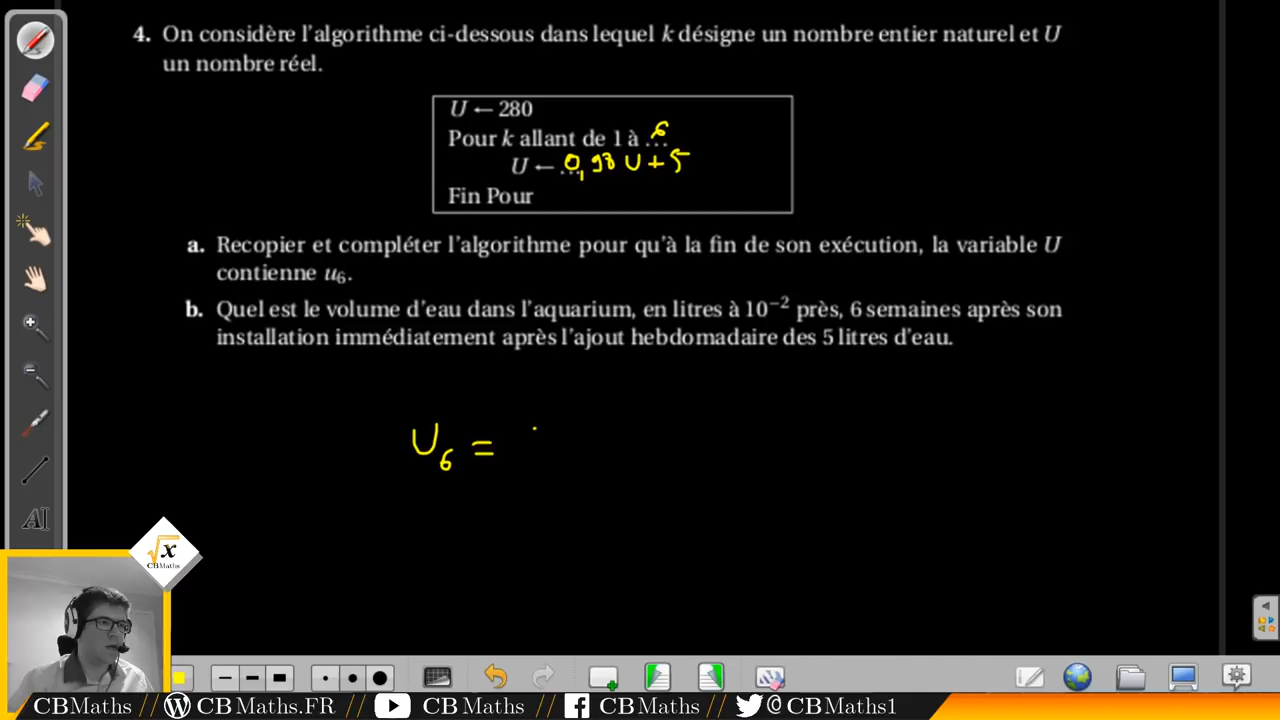 4. On considère l'algorithme ci-dessous dans lequel k désigne un nombre entier naturel et U
un nombre réel.
U ← 280
Pour k allant de 1 à ... 6
U ← ... 0,98 U + 5
Fin Pour
a. Recopier et compléter l'algorithme pour qu'à la fin de son exécution, la variable U
contienne u₆.
b. Quel est le volume d'eau dans l'aquarium, en litres à 10⁻² près, 6 semaines après son
installation immédiatement après l'ajout hebdomadaire des 5 litres d'eau.
U₆ =
AI
√x
CBMaths
CBMaths // CBMaths.FR // CBMaths // CBMaths // @CBMaths1